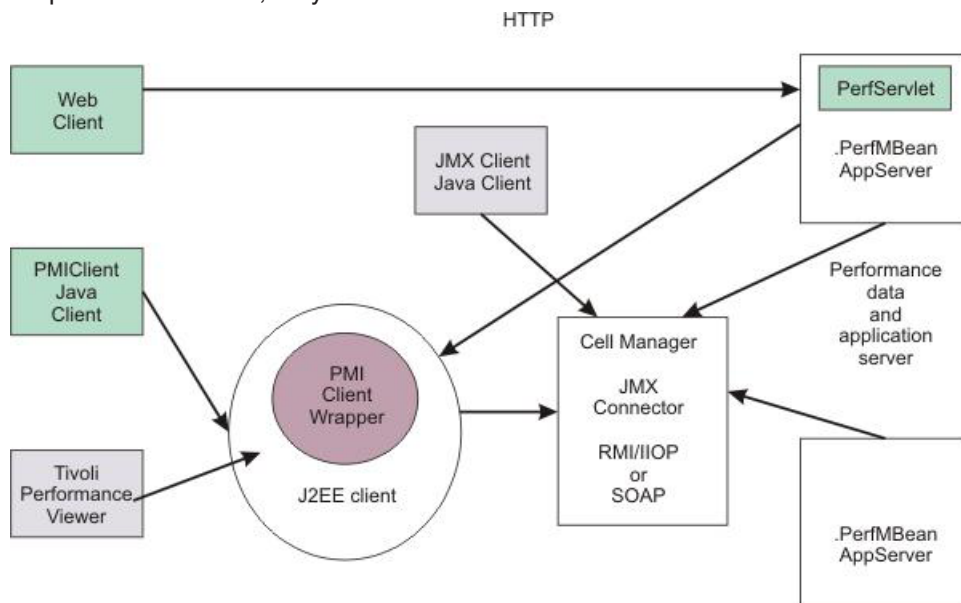 HTTP
Web
Client
PerfServlet
.PerfMBean
AppServer
JMX Client
Java Client
PMIClient
Java
Client
Performance
data
and
application
server
Cell Manager
JMX
Connector
RMI/IIOP
or
SOAP
PMI
Client
Wrapper
J2EE client
Tivoli
Performance
Viewer
.PerfMBean
AppServer